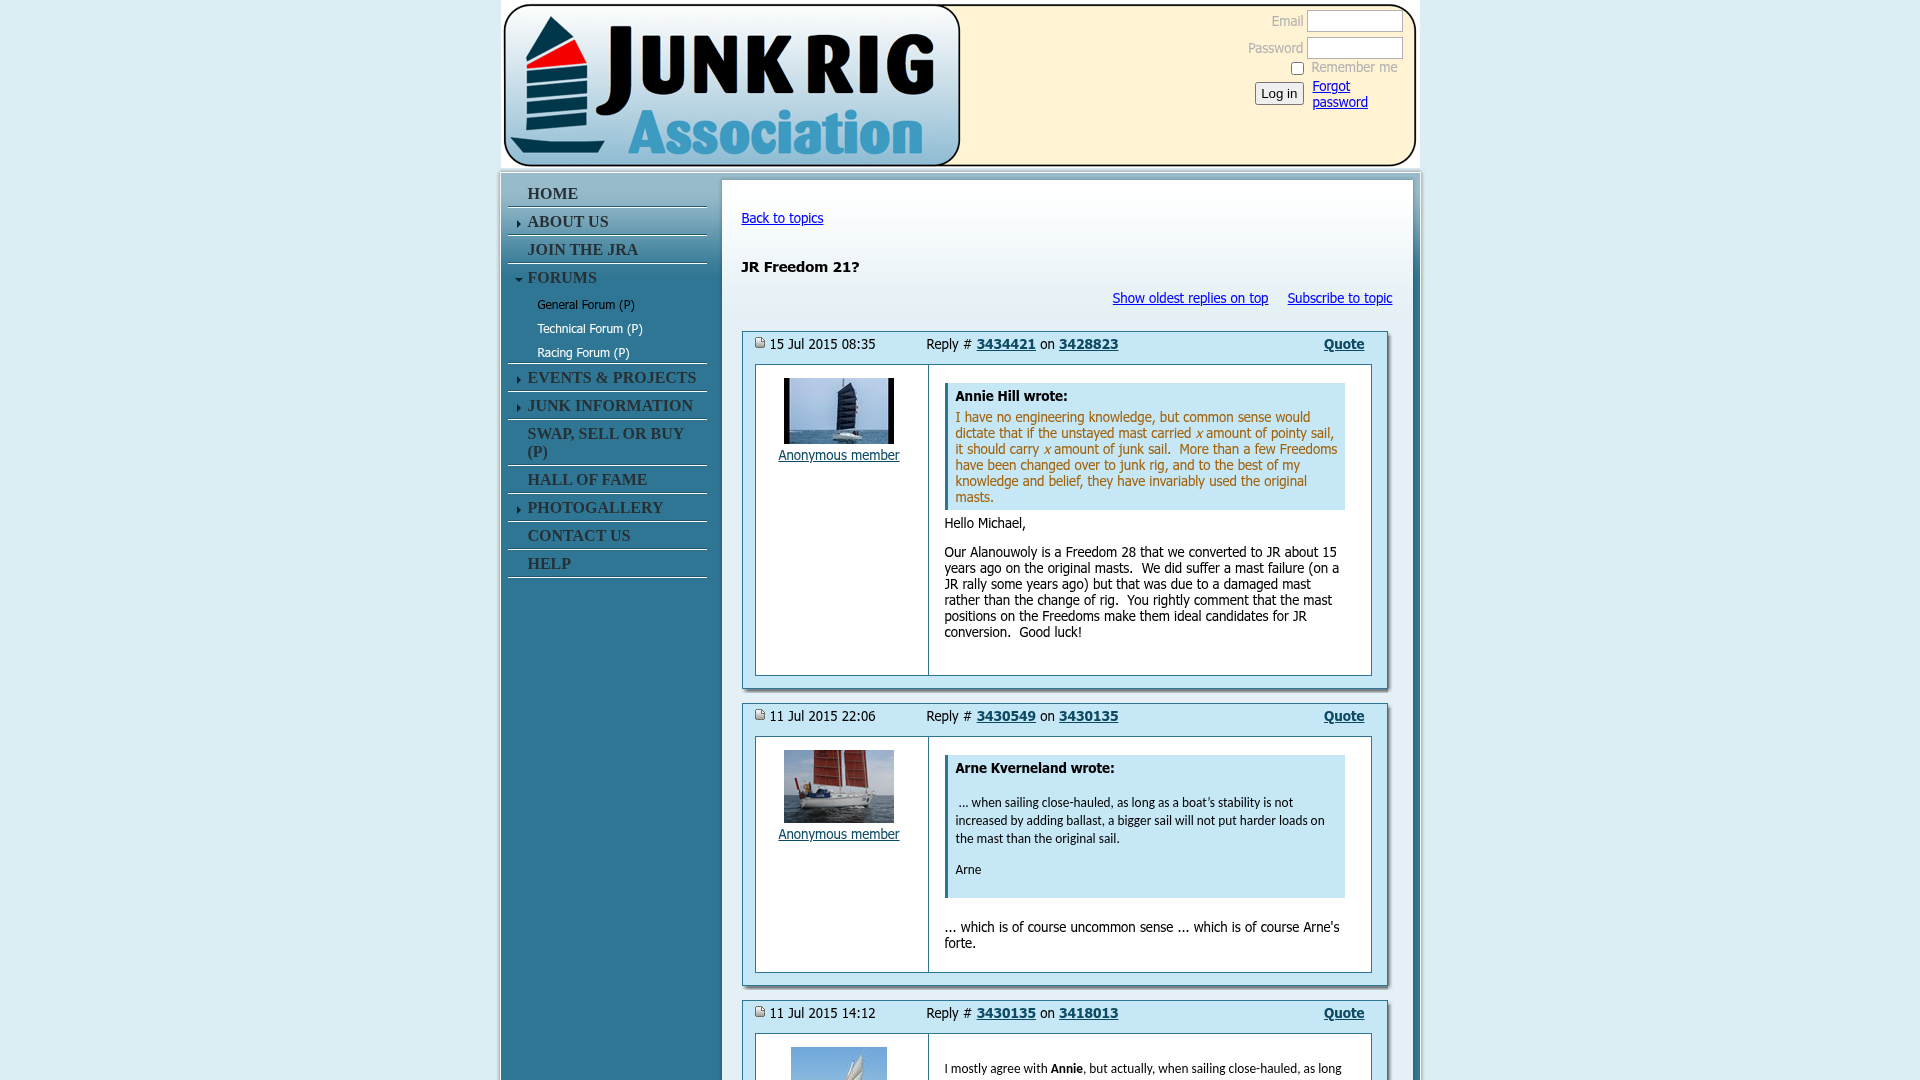 JUNK RIG
Association
Email
Password
Remember me
Log in
Forgot
password
HOME
ABOUT US
JOIN THE JRA
FORUMS
General Forum (P)
Technical Forum (P)
Racing Forum (P)
EVENTS & PROJECTS
JUNK INFORMATION
SWAP, SELL OR BUY
(P)
HALL OF FAME
PHOTOGALLERY
CONTACT US
HELP
Back to topics
JR Freedom 21?
Show oldest replies on top Subscribe to topic
15 Jul 2015 08:35 Reply # 3434421 on 3428823 Quote
Anonymous member
Annie Hill wrote:
I have no engineering knowledge, but common sense would
dictate that if the unstayed mast carried x amount of pointy sail,
it should carry x amount of junk sail.  More than a few Freedoms
have been changed over to junk rig, and to the best of my
knowledge and belief, they have invariably used the original
masts.
Hello Michael,
Our Alanouwoly is a Freedom 28 that we converted to JR about 15
years ago on the original masts.  We did suffer a mast failure (on a
JR rally some years ago) but that was due to a damaged mast
rather than the change of rig.  You rightly comment that the mast
positions on the Freedoms make them ideal candidates for JR
conversion.  Good luck!
11 Jul 2015 22:06 Reply # 3430549 on 3430135 Quote
Anonymous member
Arne Kverneland wrote:
... when sailing close-hauled, as long as a boat’s stability is not
increased by adding ballast, a bigger sail will not put harder loads on
the mast than the original sail.
Arne
... which is of course uncommon sense ... which is of course Arne's
forte.
11 Jul 2015 14:12 Reply # 3430135 on 3418013 Quote
I mostly agree with Annie, but actually, when sailing close-hauled, as long